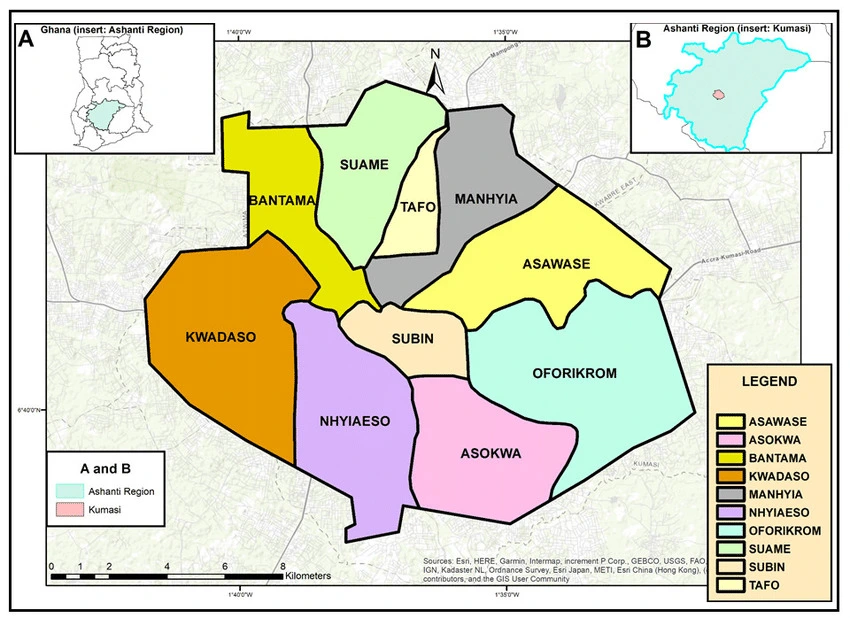 A
Ghana (insert: Ashanti Region)
1°40'0"W
1°35'0"W
B
Ashanti Region (insert: Kumasi)
N
Mampong
SUAME
BANTAMA
TAFO
MANHYIA
KWABRE EAST
ASAWASE
Accra-Kumasi-Road
KWADASO
SUBIN
OFORIKROM
NHYIAESO
ASOKWA
6°40'0"N
KUMASI
A and B
Ashanti Region
Kumasi
LEGEND
ASAWASE
ASOKWA
BANTAMA
KWADASO
MANHYIA
NHYIAESO
OFORIKROM
SUAME
SUBIN
TAFO
0 1 2 4 6 8
Kilometers
Sources: Esri, HERE, Garmin, Intermap, increment P Corp., GEBCO, USGS, FAO,
IGN, Kadaster NL, Ordnance Survey, Esri Japan, METI, Esri China (Hong Kong), (
contributors, and the GIS User Community
1°40'0"W
1°35'0"W